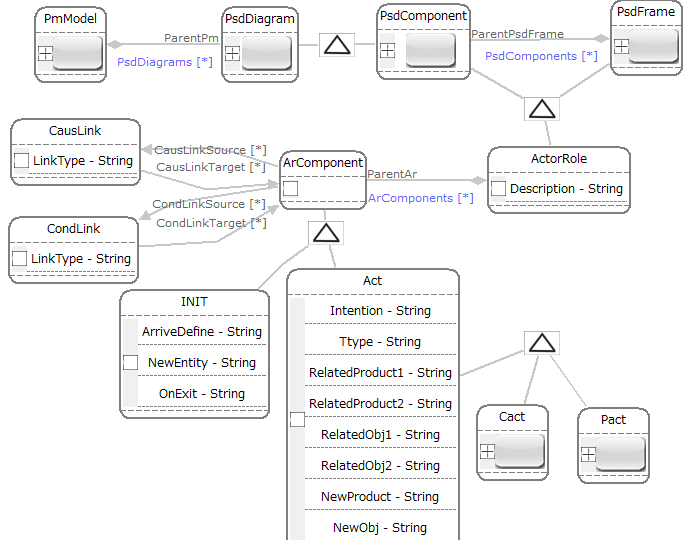 PmModel
PsdDiagram
PsdComponent
PsdFrame
ParentPm
PsdDiagrams [*]
ParentPsdFrame
PsdComponents [*]
CausLink
LinkType - String
CausLinkSource [*]
CausLinkTarget [*]
ArComponent
ParentAr
ArComponents [*]
ActorRole
Description - String
CondLinkSource [*]
CondLinkTarget [*]
CondLink
LinkType - String
INIT
ArriveDefine - String
NewEntity - String
OnExit - String
Act
Intention - String
Ttype - String
RelatedProduct1 - String
RelatedProduct2 - String
RelatedObj1 - String
RelatedObj2 - String
NewProduct - String
NewObj - String
Cact
Pact